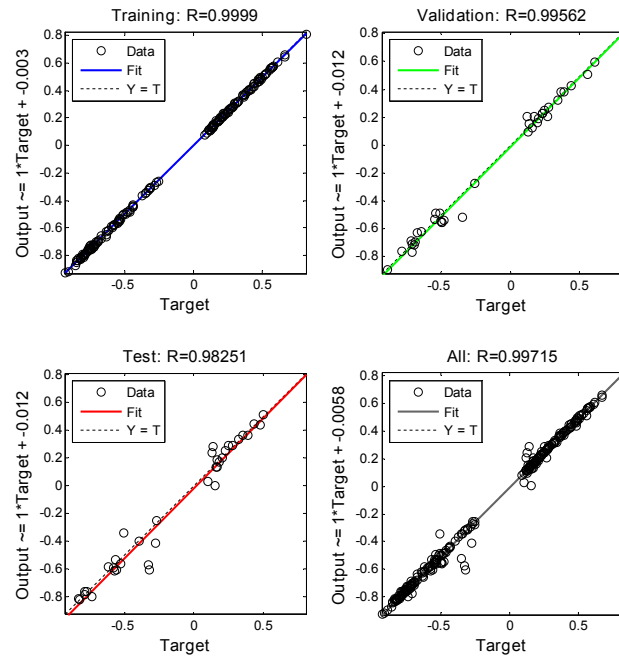 Training: R=0.9999
Output ~= 1*Target + -0.003
0.8
0.6
0.4
0.2
0
-0.2
-0.4
-0.6
-0.8
Data
Fit
Y = T
-0.5
0
0.5
Target
Validation: R=0.99562
Output ~= 1*Target + -0.012
0.8
0.6
0.4
0.2
0
-0.2
-0.4
-0.6
-0.8
Data
Fit
Y = T
-0.5
0
0.5
Target
Test: R=0.98251
Output ~= 1*Target + -0.012
0.8
0.6
0.4
0.2
0
-0.2
-0.4
-0.6
-0.8
Data
Fit
Y = T
-0.5
0
0.5
Target
All: R=0.99715
Output ~= 1*Target + -0.0058
0.8
0.6
0.4
0.2
0
-0.2
-0.4
-0.6
-0.8
Data
Fit
Y = T
-0.5
0
0.5
Target